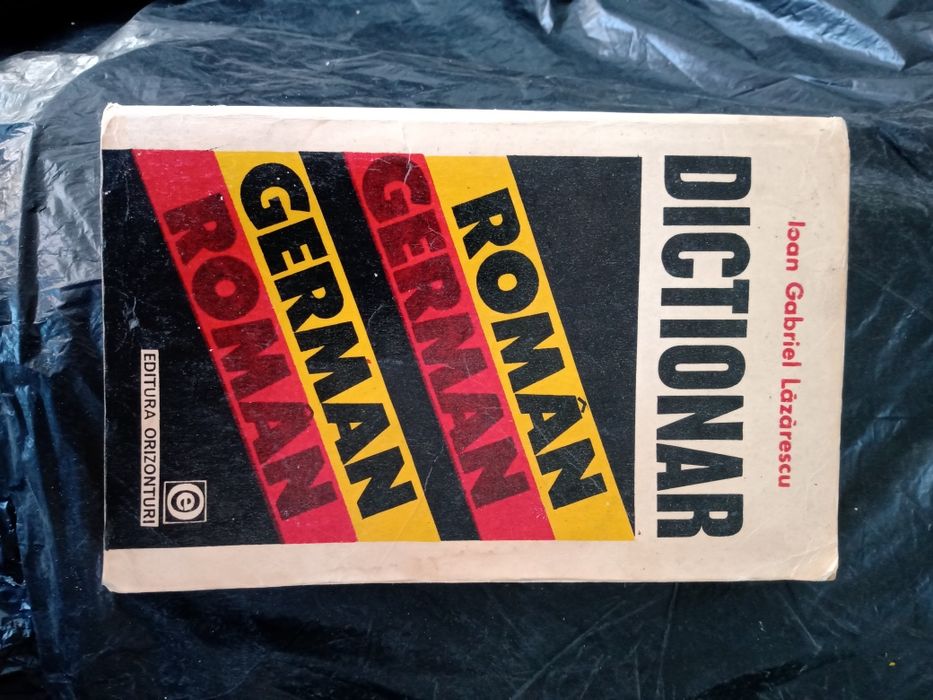 Ioan Gabriel Lăzărescu
DICTIONAR
ROMÂN
GERMAN
GERMAN
ROMÂN
EDITURA ORIZONTURI
e